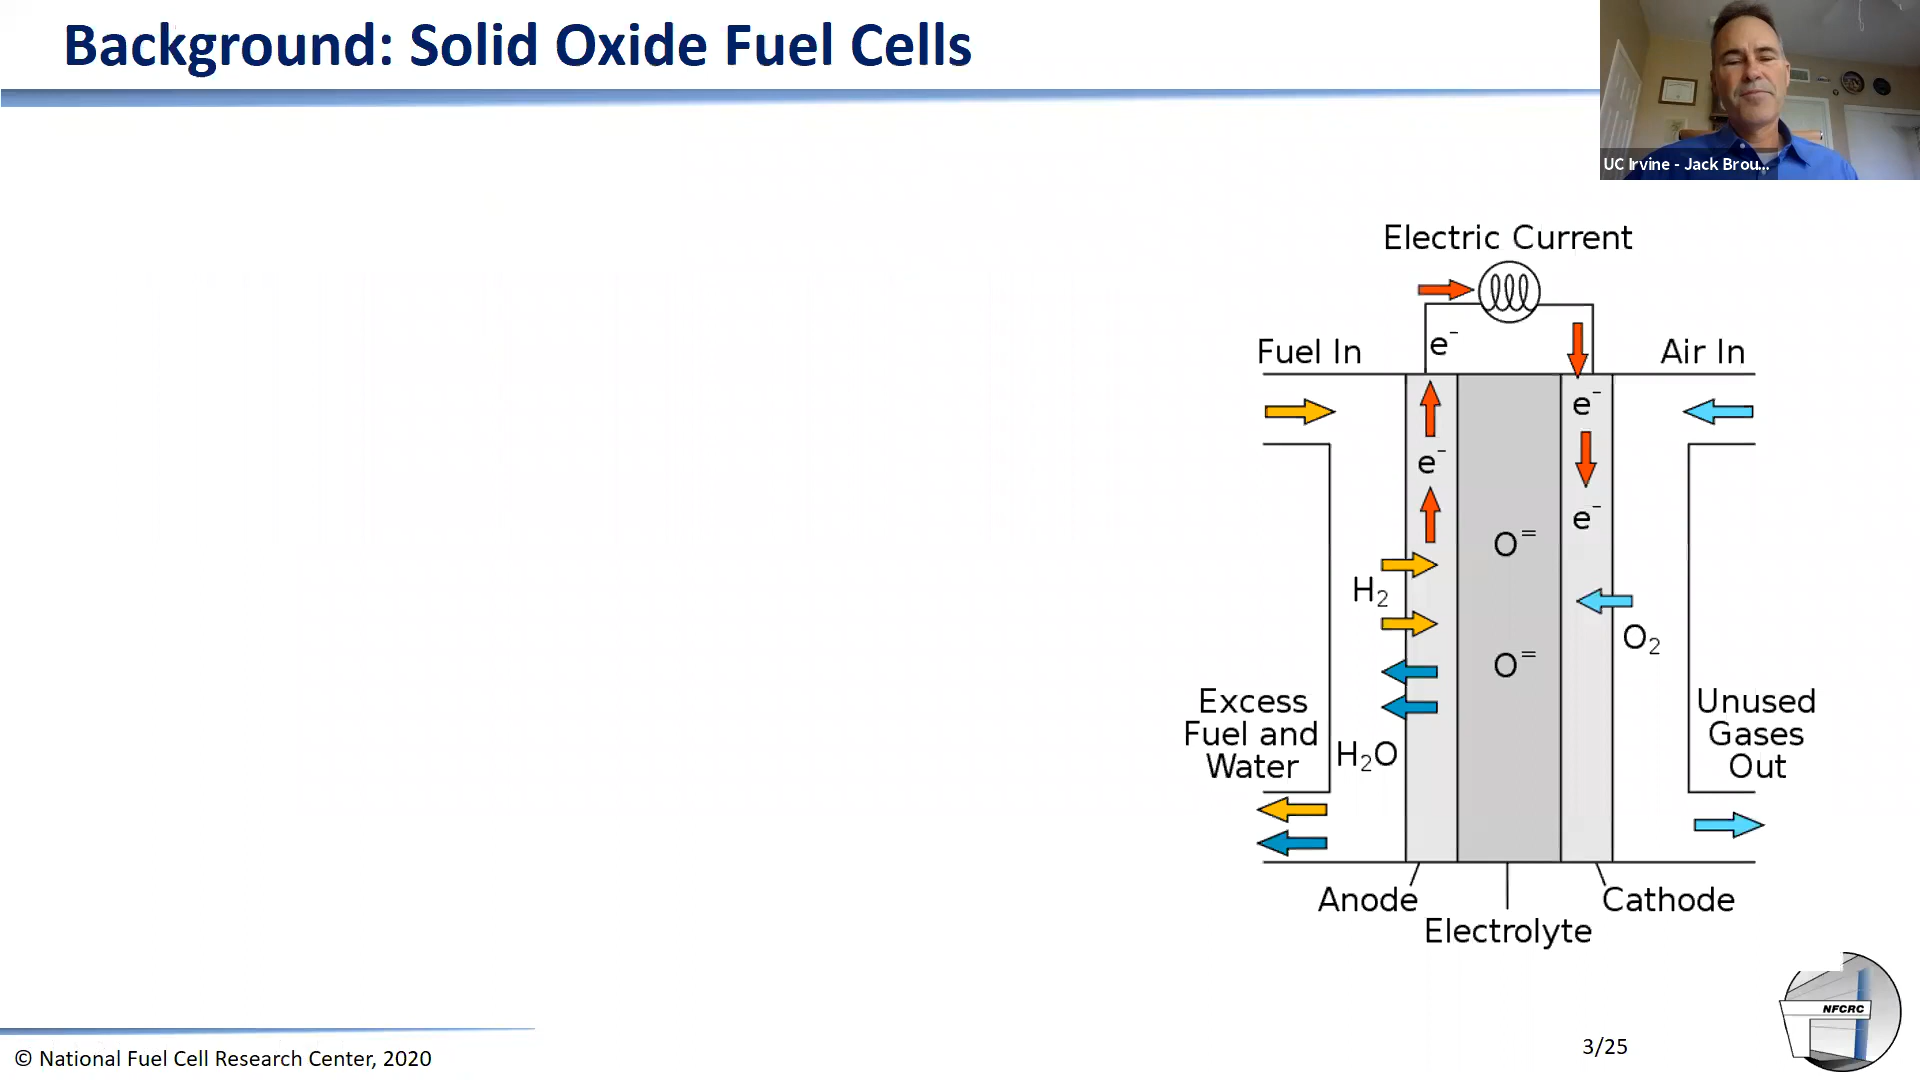 Background: Solid Oxide Fuel Cells
UC Irvine - Jack Brou...
Electric Current
e⁻
Fuel In
Air In
e⁻
e⁻
e⁻
O⁼
H₂
O₂
O⁼
Excess
Fuel and
Water
H₂O
Unused
Gases
Out
Anode
Cathode
Electrolyte
NFCRC
3/25
© National Fuel Cell Research Center, 2020